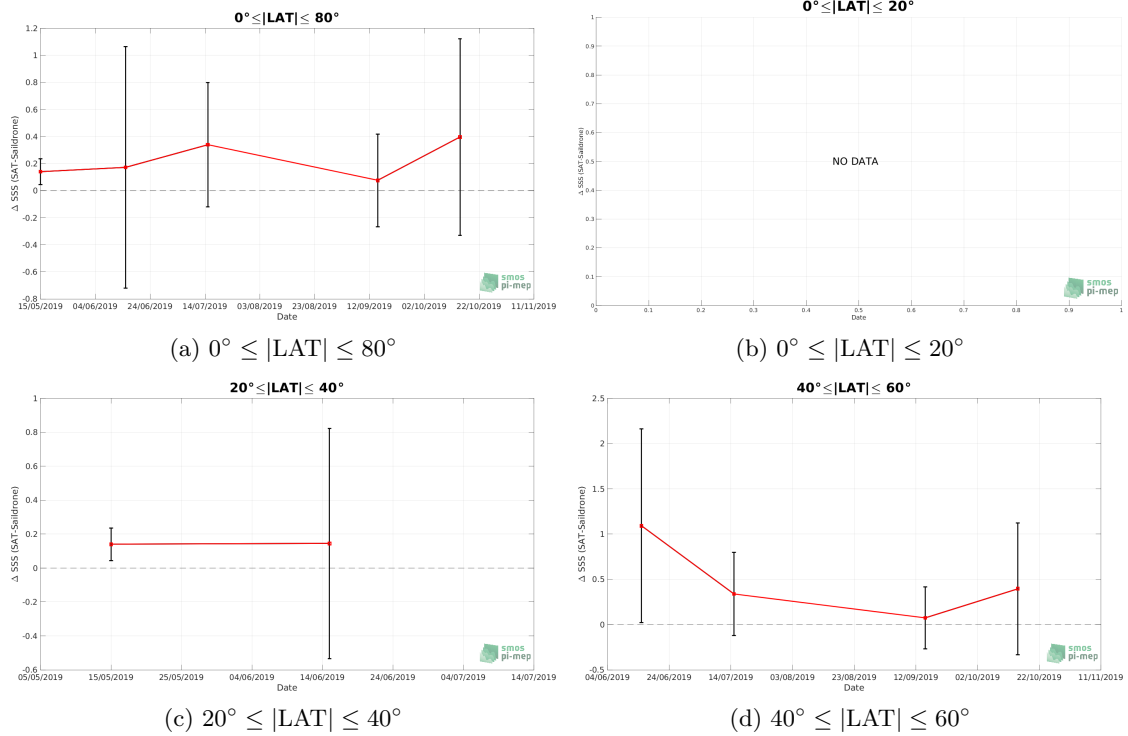 0°≤|LAT|≤ 80°
1.2
1
0.8
0.6
0.4
0.2
0
-0.2
-0.4
-0.6
-0.8
Δ SSS (SAT-Saildrone)
15/05/2019 04/06/2019 24/06/2019 14/07/2019 03/08/2019 23/08/2019 12/09/2019 02/10/2019 22/10/2019 11/11/2019
Date
smos
pi-mep
(a) 0° ≤ |LAT| ≤ 80°
0°≤|LAT|≤ 20°
1
0.9
0.8
0.7
0.6
0.5
0.4
0.3
0.2
0.1
0
Δ SSS (SAT-Saildrone)
NO DATA
0 0.1 0.2 0.3 0.4 0.5 0.6 0.7 0.8 0.9 1
Date
smos
pi-mep
(b) 0° ≤ |LAT| ≤ 20°
20°≤|LAT|≤ 40°
1
0.8
0.6
0.4
0.2
0
-0.2
-0.4
-0.6
Δ SSS (SAT-Saildrone)
05/05/2019 15/05/2019 25/05/2019 04/06/2019 14/06/2019 24/06/2019 04/07/2019 14/07/2019
Date
smos
pi-mep
(c) 20° ≤ |LAT| ≤ 40°
40°≤|LAT|≤ 60°
2.5
2
1.5
1
0.5
0
-0.5
Δ SSS (SAT-Saildrone)
04/06/2019 24/06/2019 14/07/2019 03/08/2019 23/08/2019 12/09/2019 02/10/2019 22/10/2019 11/11/2019
Date
smos
pi-mep
(d) 40° ≤ |LAT| ≤ 60°